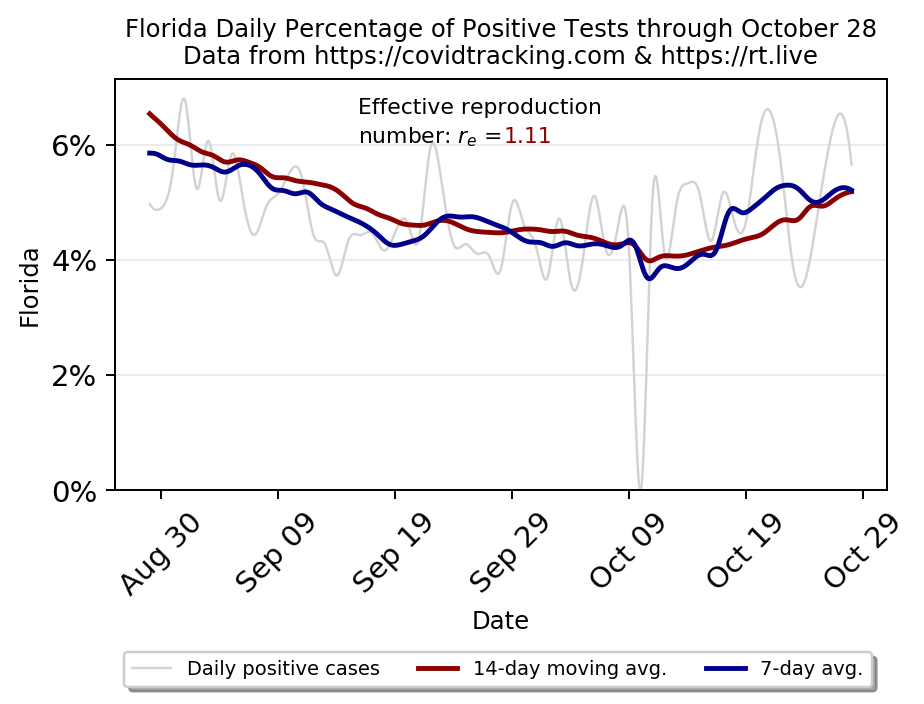 Florida Daily Percentage of Positive Tests through October 28
Data from https://covidtracking.com & https://rt.live
Effective reproduction
number: rₑ =1.11
6%
4%
2%
0%
Florida
Aug 30
Sep 09
Sep 19
Sep 29
Oct 09
Oct 19
Oct 29
Date
Daily positive cases
14-day moving avg.
7-day avg.